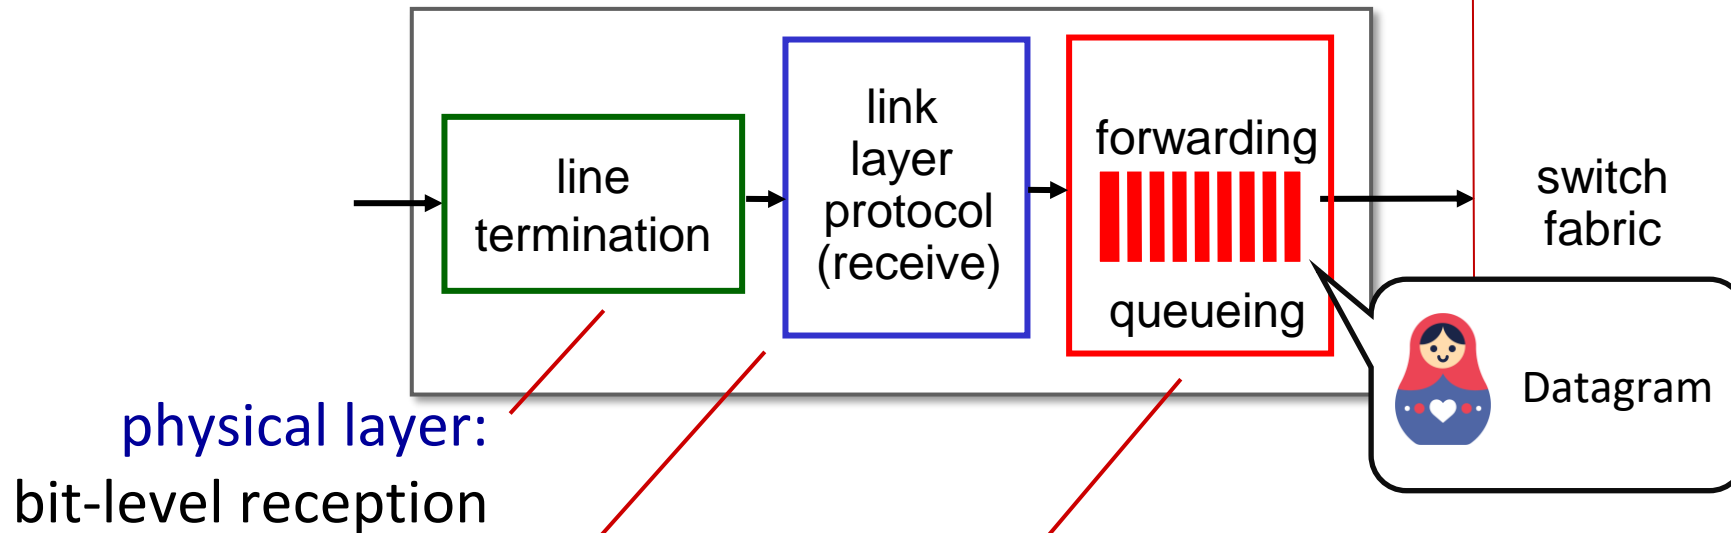 line
termination
link
layer
protocol
(receive)
forwarding
queueing
switch
fabric
Datagram
physical layer:
bit-level reception